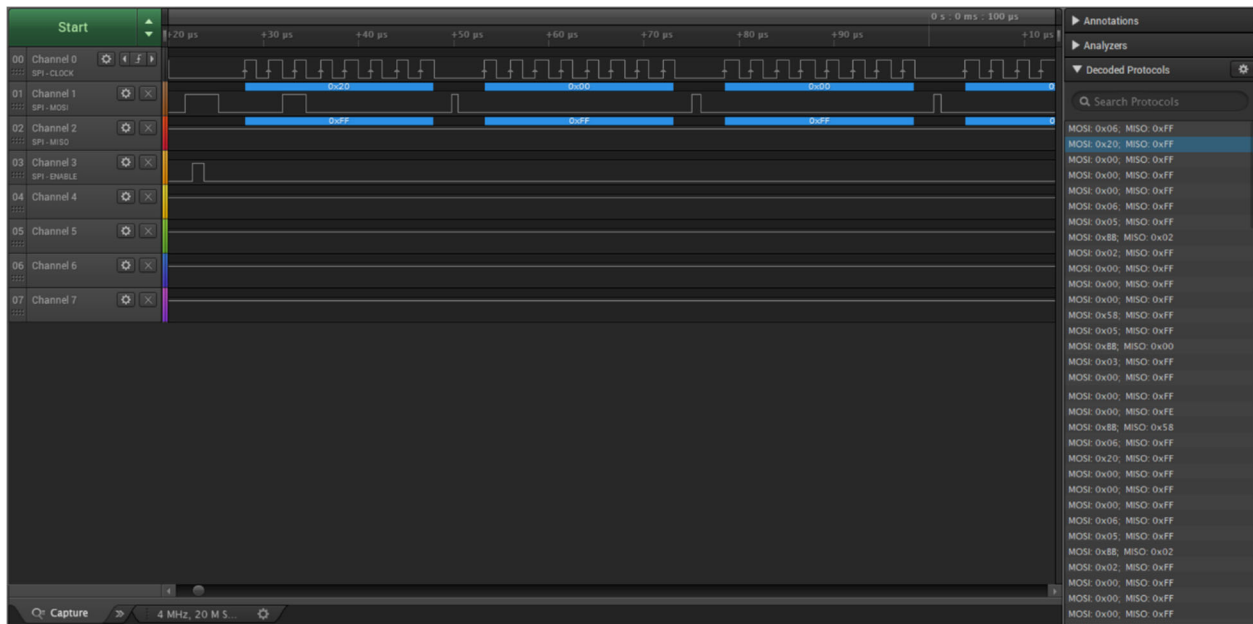 Start
0 s : 0 ms : 100 µs
+20 µs +30 µs +40 µs +50 µs +60 µs +70 µs +80 µs +90 µs +10 µs
00 Channel 0
SPI - CLOCK
01 Channel 1
SPI - MOSI
0x20 0x00 0x00 0
02 Channel 2
SPI - MISO
0xFF 0xFF 0xFF 0
03 Channel 3
SPI - ENABLE
04 Channel 4
05 Channel 5
06 Channel 6
07 Channel 7
Capture
4 MHz, 20 M S...
Annotations
Analyzers
Decoded Protocols
Search Protocols
MOSI: 0x06; MISO: 0xFF
MOSI: 0x20; MISO: 0xFF
MOSI: 0x00; MISO: 0xFF
MOSI: 0x00; MISO: 0xFF
MOSI: 0x00; MISO: 0xFF
MOSI: 0x06; MISO: 0xFF
MOSI: 0x05; MISO: 0xFF
MOSI: 0x88; MISO: 0x02
MOSI: 0x02; MISO: 0xFF
MOSI: 0x00; MISO: 0xFF
MOSI: 0x00; MISO: 0xFF
MOSI: 0x00; MISO: 0xFF
MOSI: 0x58; MISO: 0xFF
MOSI: 0x05; MISO: 0xFF
MOSI: 0x88; MISO: 0x00
MOSI: 0x03; MISO: 0xFF
MOSI: 0x00; MISO: 0xFF
MOSI: 0x00; MISO: 0xFF
MOSI: 0x00; MISO: 0xFE
MOSI: 0x88; MISO: 0x58
MOSI: 0x06; MISO: 0xFF
MOSI: 0x20; MISO: 0xFF
MOSI: 0x00; MISO: 0xFF
MOSI: 0x00; MISO: 0xFF
MOSI: 0x00; MISO: 0xFF
MOSI: 0x06; MISO: 0xFF
MOSI: 0x05; MISO: 0xFF
MOSI: 0x88; MISO: 0x02
MOSI: 0x02; MISO: 0xFF
MOSI: 0x00; MISO: 0xFF
MOSI: 0x00; MISO: 0xFF
MOSI: 0x00; MISO: 0xFF